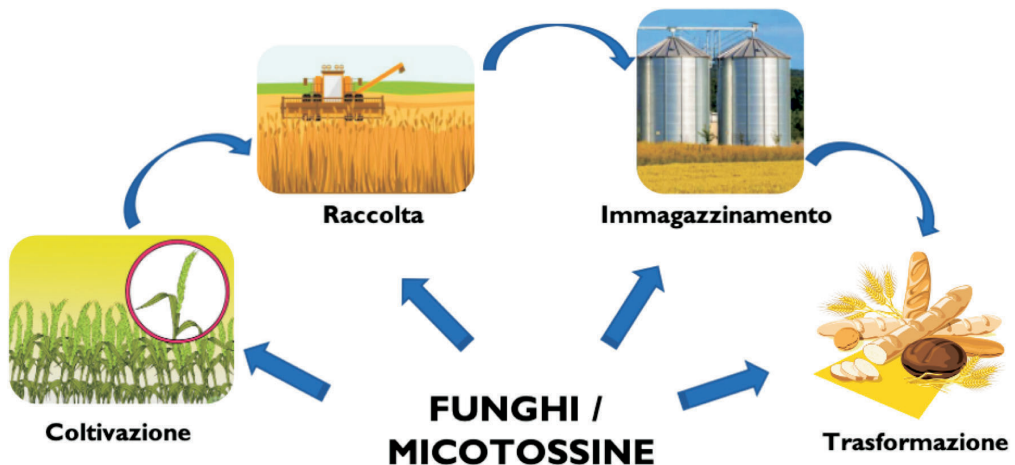 Raccolta
Immagazzinamento
Coltivazione
FUNGHI /
MICOTOSSINE
Trasformazione